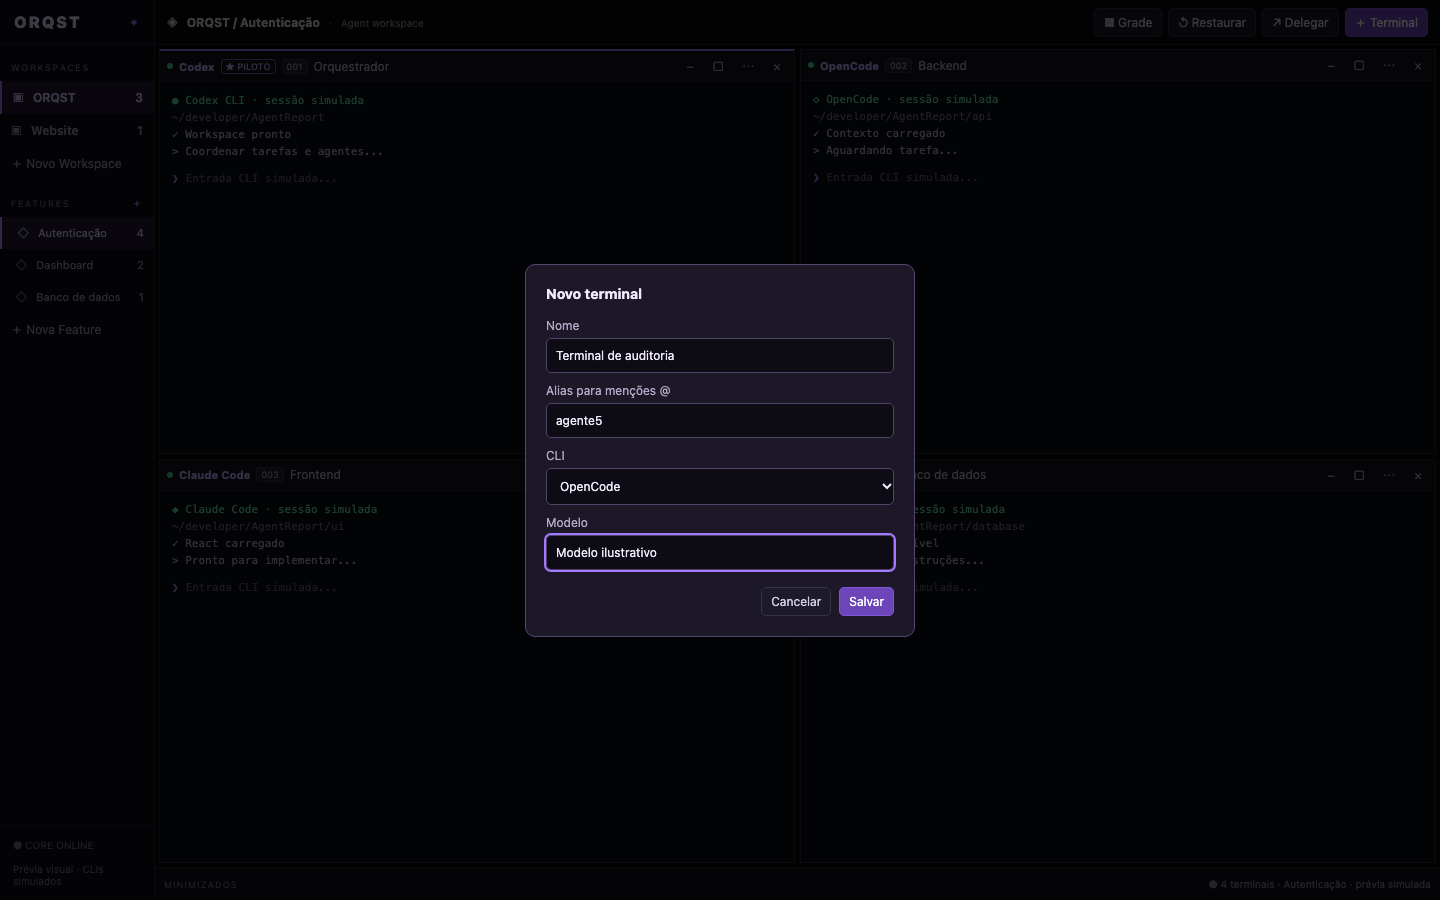 ORQST ✦
◈ ORQST / Autenticação · Agent workspace
Grade
Restaurar
Delegar
+ Terminal
WORKSPACES
ORQST 3
Website 1
+ Novo Workspace
FEATURES +
Autenticação 4
Dashboard 2
Banco de dados 1
+ Nova Feature
CORE ONLINE
Prévia visual · CLIs
simulados
Codex ★ PILOTO 001 Orquestrador
● Codex CLI · sessão simulada
~/developer/AgentReport
✓ Workspace pronto
> Coordenar tarefas e agentes...
❯ Entrada CLI simulada...
OpenCode 002 Backend
◇ OpenCode · sessão simulada
~/developer/AgentReport/api
✓ Contexto carregado
> Aguardando tarefa...
❯ Entrada CLI simulada...
Claude Code 003 Frontend
◆ Claude Code · sessão simulada
~/developer/AgentReport/ui
✓ React carregado
> Pronto para implementar...
❯ Entrada CLI simulada...
co de dados
essão simulada
ntReport/database
ível
struções...
imulada...
Novo terminal
Nome
Terminal de auditoria
Alias para menções @
agente5
CLI
OpenCode
Modelo
Modelo ilustrativo
Cancelar
Salvar
MINIMIZADOS
4 terminais · Autenticação · prévia simulada